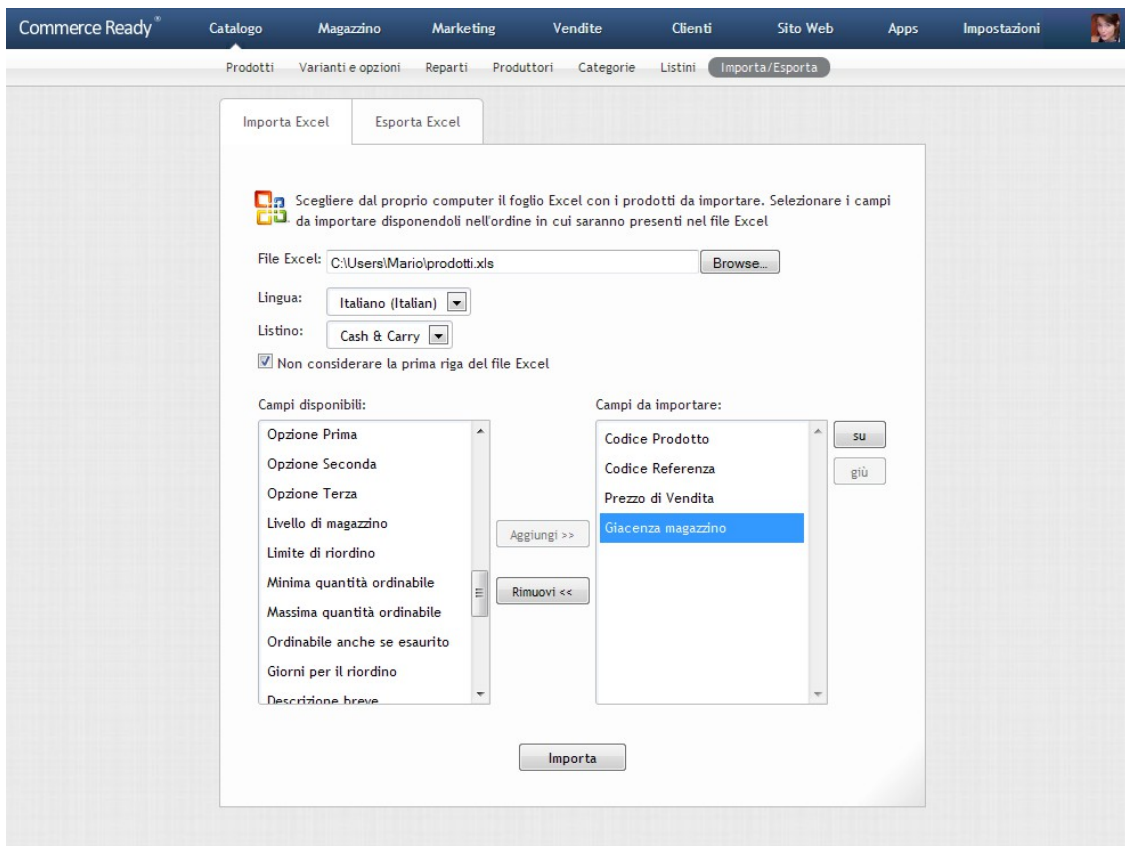 Commerce Ready®
Catalogo Magazzino Marketing Vendite Clienti Sito Web Apps Impostazioni
Prodotti Varianti e opzioni Reparti Produttori Categorie Listini Importa/Esporta
Importa Excel Esporta Excel
Scegliere dal proprio computer il foglio Excel con i prodotti da importare. Selezionare i campi
da importare disponendoli nell'ordine in cui saranno presenti nel file Excel
File Excel: C:\Users\Mario\prodotti.xls Browse...
Lingua: Italiano (Italian)
Listino: Cash & Carry
Non considerare la prima riga del file Excel
Campi disponibili:
Opzione Prima
Opzione Seconda
Opzione Terza
Livello di magazzino
Limite di riordino
Minima quantità ordinabile
Massima quantità ordinabile
Ordinabile anche se esaurito
Giorni per il riordino
Descrizione breve
Aggiungi >>
Rimuovi <<
Campi da importare:
Codice Prodotto
Codice Referenza
Prezzo di Vendita
Giacenza magazzino
su
giù
Importa